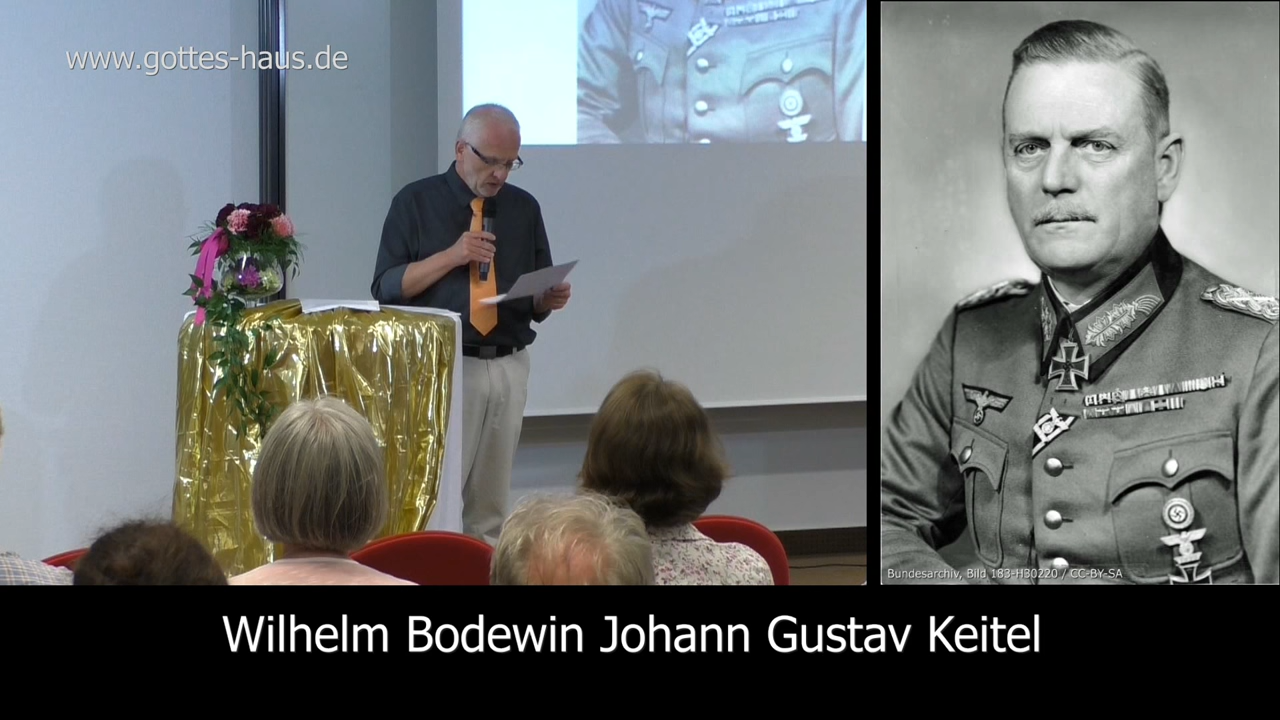 www.gottes-haus.de
Bundesarchiv, Bild 183-H30220 / CC-BY-SA
Wilhelm Bodewin Johann Gustav Keitel